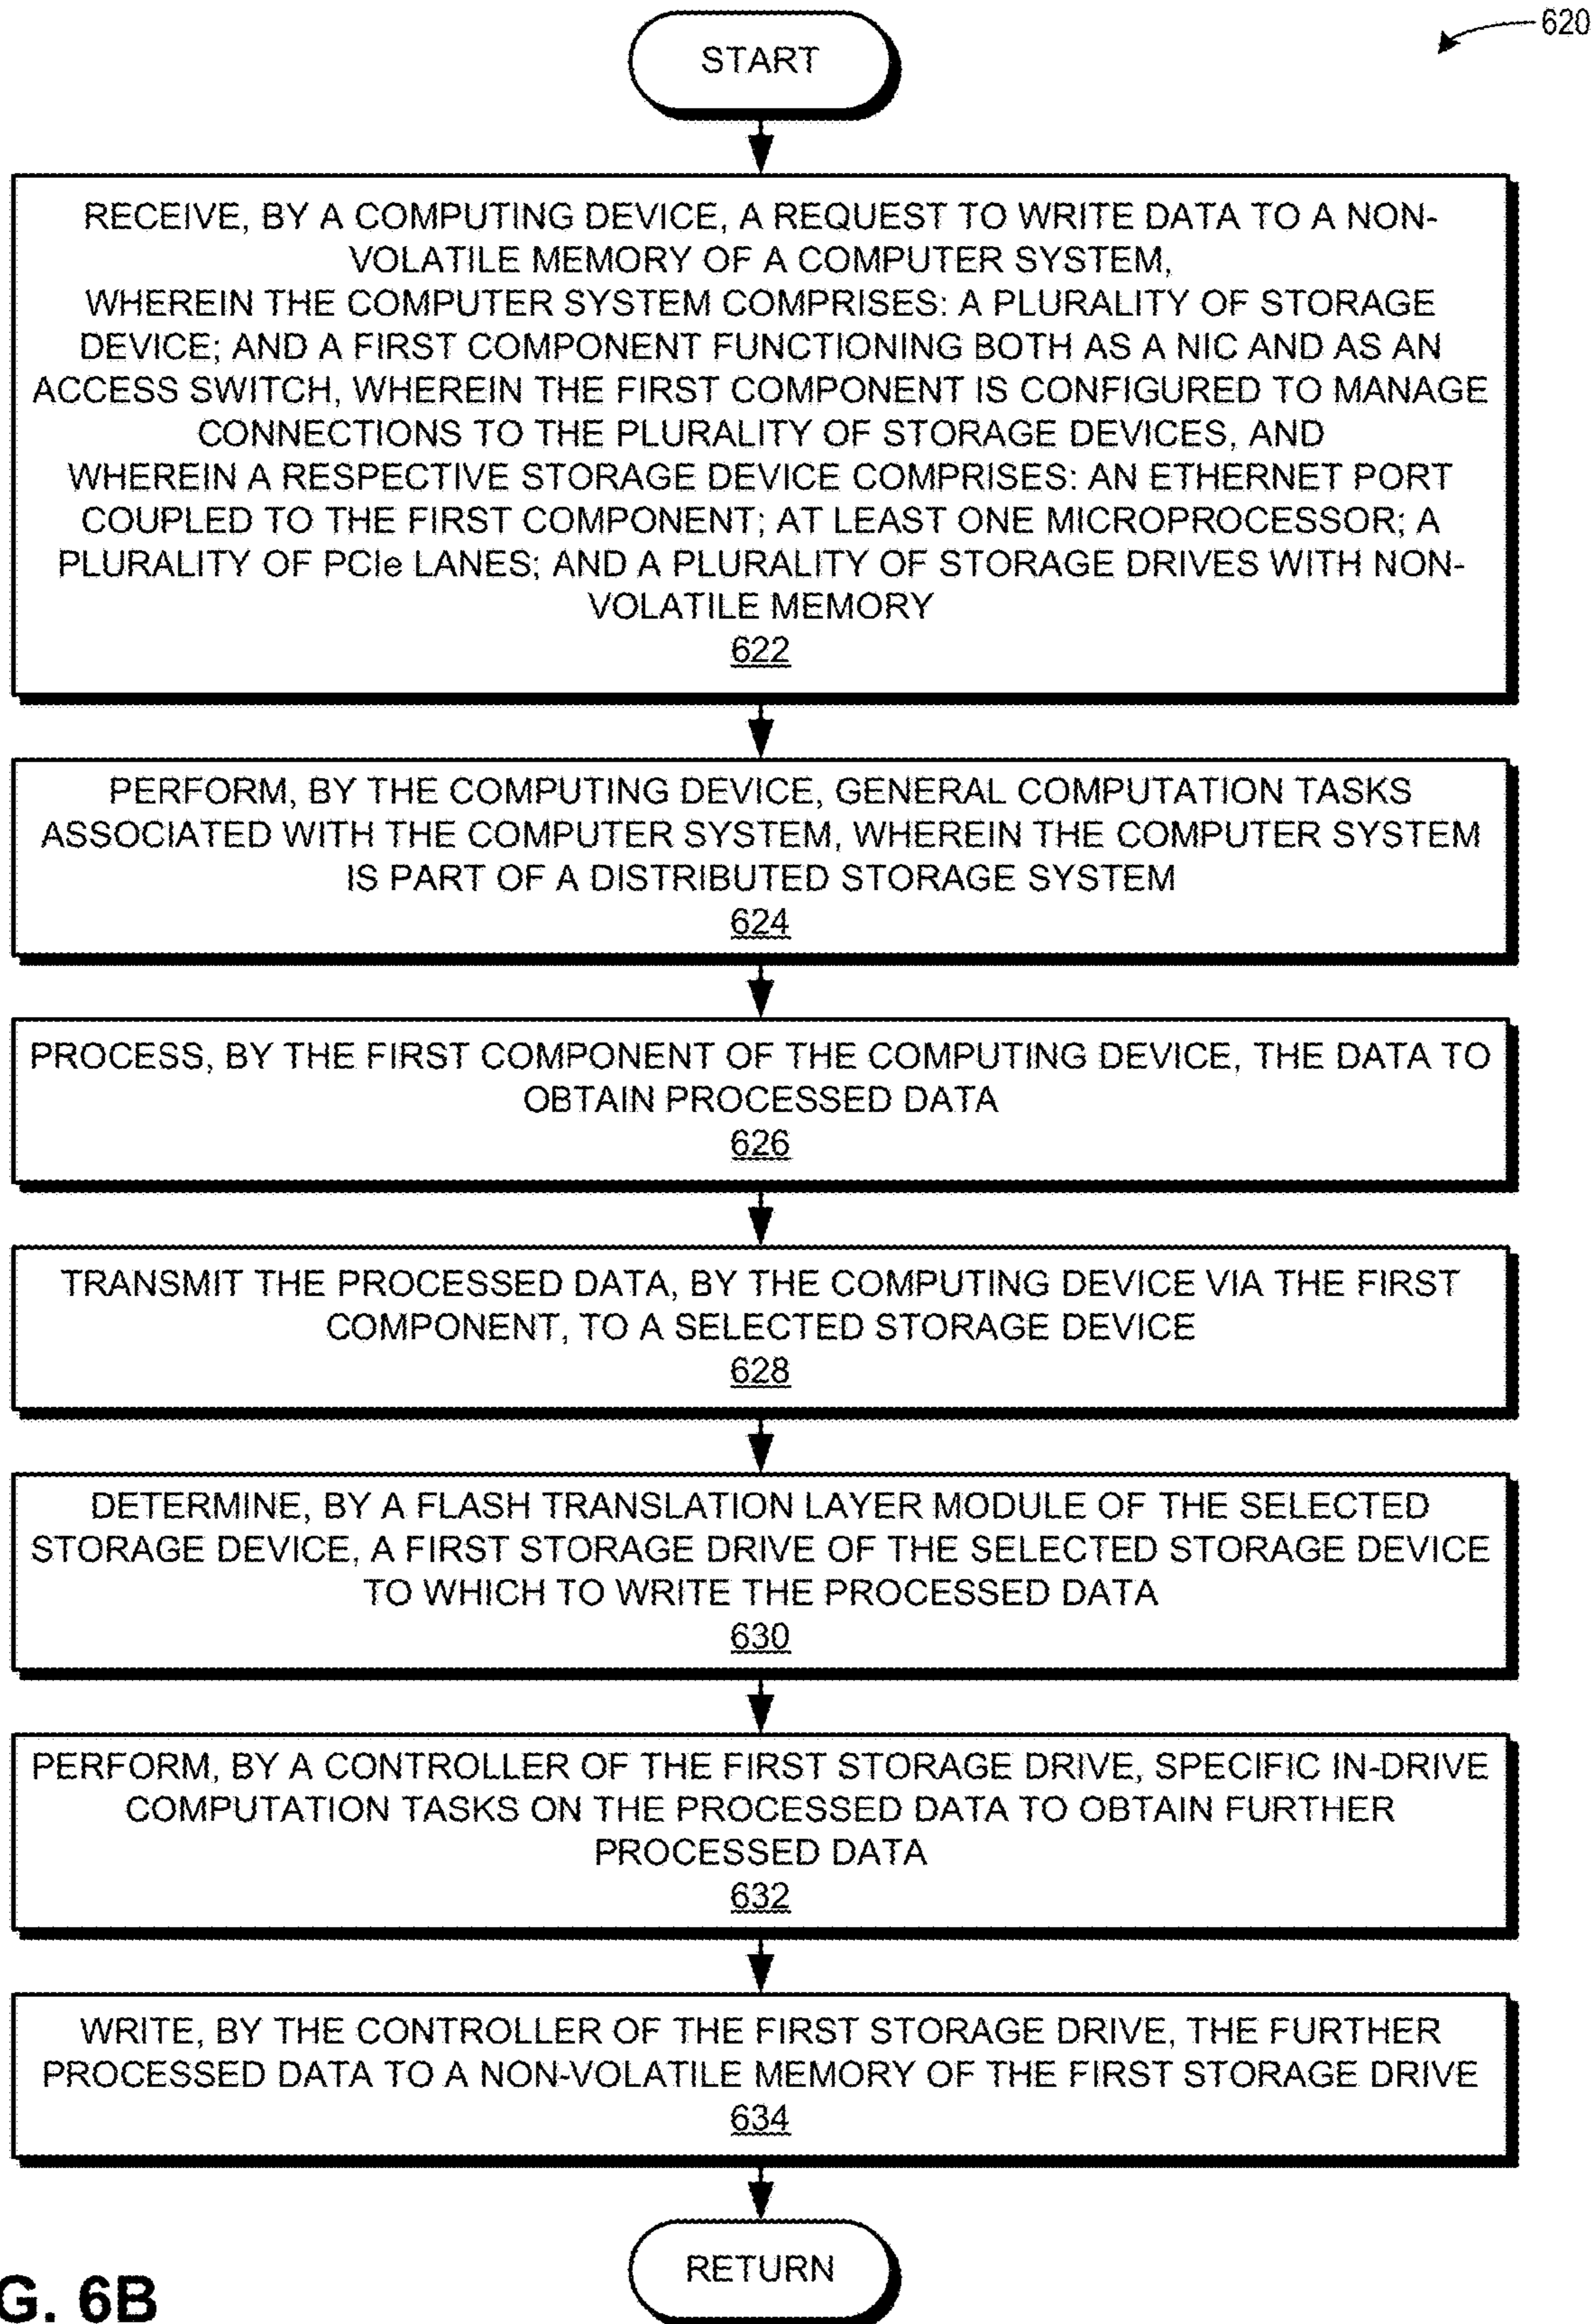 620
START
RECEIVE, BY A COMPUTING DEVICE, A REQUEST TO WRITE DATA TO A NON-
VOLATILE MEMORY OF A COMPUTER SYSTEM,
WHEREIN THE COMPUTER SYSTEM COMPRISES: A PLURALITY OF STORAGE
DEVICE; AND A FIRST COMPONENT FUNCTIONING BOTH AS A NIC AND AS AN
ACCESS SWITCH, WHEREIN THE FIRST COMPONENT IS CONFIGURED TO MANAGE
CONNECTIONS TO THE PLURALITY OF STORAGE DEVICES, AND
WHEREIN A RESPECTIVE STORAGE DEVICE COMPRISES: AN ETHERNET PORT
COUPLED TO THE FIRST COMPONENT; AT LEAST ONE MICROPROCESSOR; A
PLURALITY OF PCIe LANES; AND A PLURALITY OF STORAGE DRIVES WITH NON-
VOLATILE MEMORY
622
PERFORM, BY THE COMPUTING DEVICE, GENERAL COMPUTATION TASKS
ASSOCIATED WITH THE COMPUTER SYSTEM, WHEREIN THE COMPUTER SYSTEM
IS PART OF A DISTRIBUTED STORAGE SYSTEM
624
PROCESS, BY THE FIRST COMPONENT OF THE COMPUTING DEVICE, THE DATA TO
OBTAIN PROCESSED DATA
626
TRANSMIT THE PROCESSED DATA, BY THE COMPUTING DEVICE VIA THE FIRST
COMPONENT, TO A SELECTED STORAGE DEVICE
628
DETERMINE, BY A FLASH TRANSLATION LAYER MODULE OF THE SELECTED
STORAGE DEVICE, A FIRST STORAGE DRIVE OF THE SELECTED STORAGE DEVICE
TO WHICH TO WRITE THE PROCESSED DATA
630
PERFORM, BY A CONTROLLER OF THE FIRST STORAGE DRIVE, SPECIFIC IN-DRIVE
COMPUTATION TASKS ON THE PROCESSED DATA TO OBTAIN FURTHER
PROCESSED DATA
632
WRITE, BY THE CONTROLLER OF THE FIRST STORAGE DRIVE, THE FURTHER
PROCESSED DATA TO A NON-VOLATILE MEMORY OF THE FIRST STORAGE DRIVE
634
RETURN
G. 6B